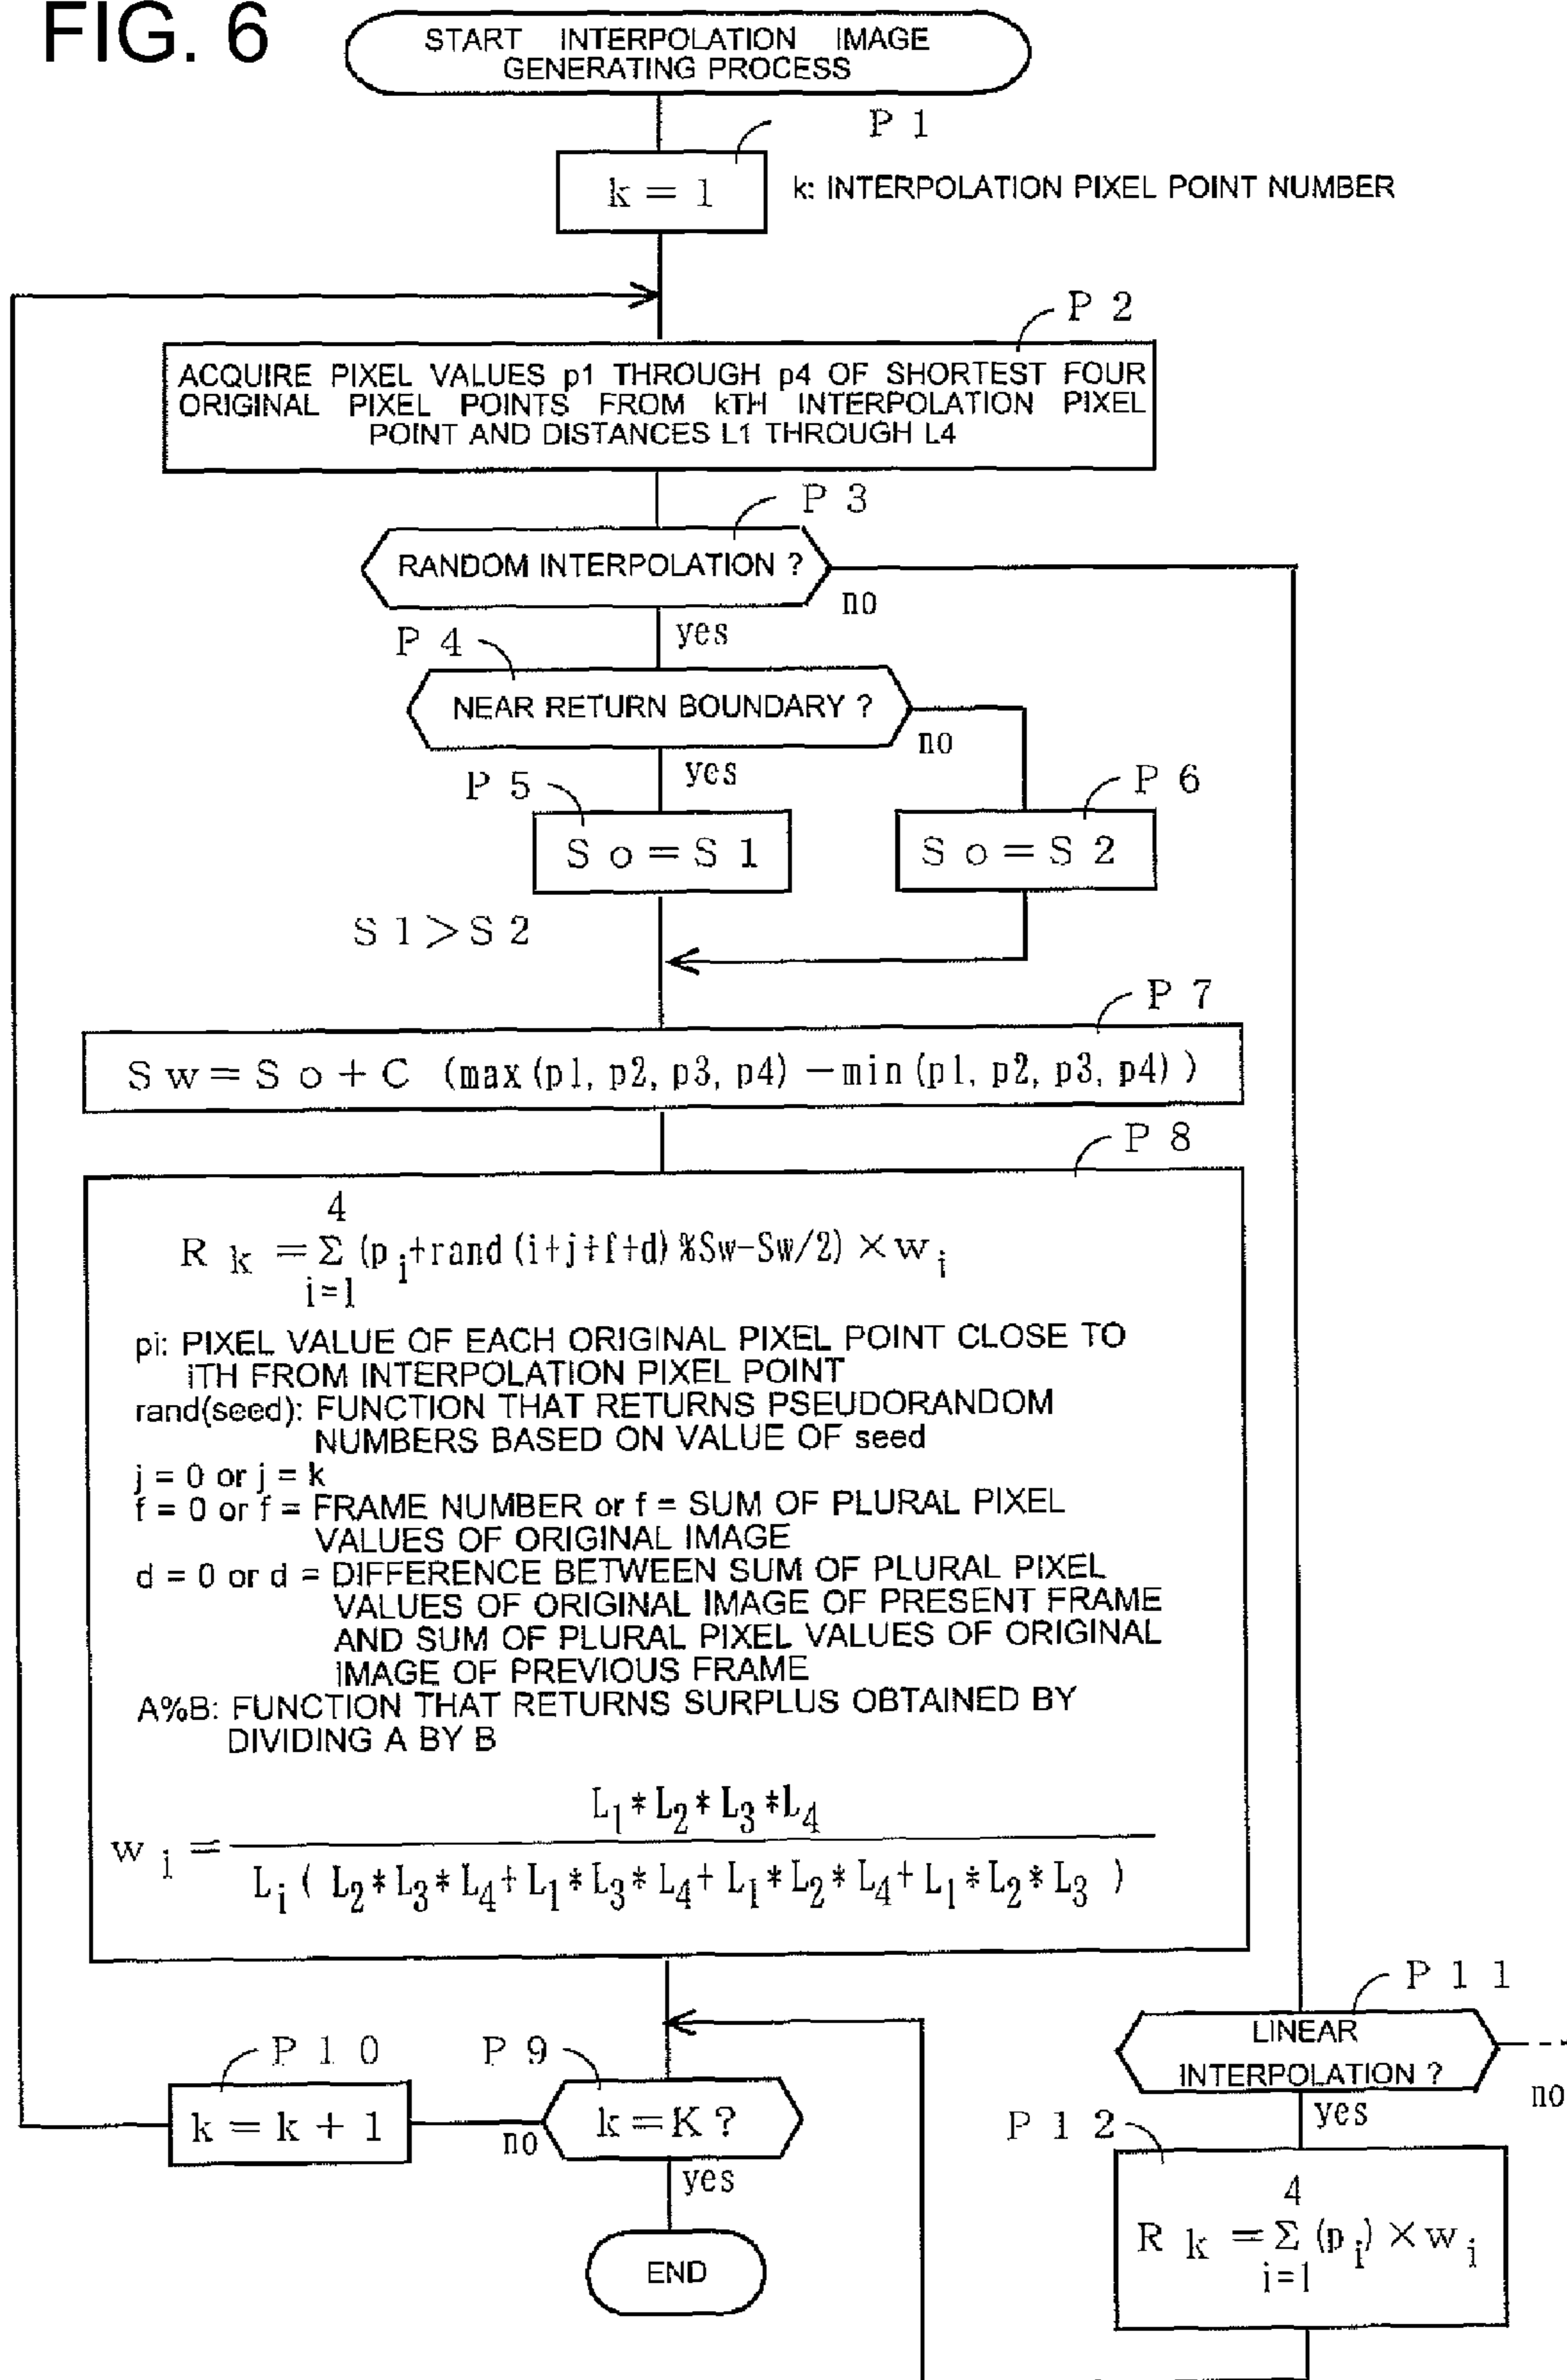 FIG. 6
START INTERPOLATION IMAGE
GENERATING PROCESS
P 1
k = 1
k: INTERPOLATION PIXEL POINT NUMBER
P 2
ACQUIRE PIXEL VALUES p1 THROUGH p4 OF SHORTEST FOUR
ORIGINAL PIXEL POINTS FROM kTH INTERPOLATION PIXEL
POINT AND DISTANCES L1 THROUGH L4
P 3
RANDOM INTERPOLATION ?
no
yes
P 4
NEAR RETURN BOUNDARY ?
no
yes
P 5
P 6
S o = S 1
S o = S 2
S 1 > S 2
P 7
S w = S o + C (max (p1, p2, p3, p4) −min (p1, p2, p3, p4) )
P 8
4
R k = Σ (p i+rand (i+j+f+d) %Sw-Sw/2) × w i
i=1
pi: PIXEL VALUE OF EACH ORIGINAL PIXEL POINT CLOSE TO
iTH FROM INTERPOLATION PIXEL POINT
rand(seed): FUNCTION THAT RETURNS PSEUDORANDOM
NUMBERS BASED ON VALUE OF seed
j = 0 or j = k
f = 0 or f = FRAME NUMBER or f = SUM OF PLURAL PIXEL
VALUES OF ORIGINAL IMAGE
d = 0 or d = DIFFERENCE BETWEEN SUM OF PLURAL PIXEL
VALUES OF ORIGINAL IMAGE OF PRESENT FRAME
AND SUM OF PLURAL PIXEL VALUES OF ORIGINAL
IMAGE OF PREVIOUS FRAME
A%B: FUNCTION THAT RETURNS SURPLUS OBTAINED BY
DIVIDING A BY B
L1 * L2 * L3 * L4
w i =
Li ( L2 * L3 * L4 + L1 * L3 * L4 + L1 * L2 * L4 + L1 * L2 * L3 )
P 1 1
LINEAR
INTERPOLATION ?
no
yes
P 1 0
P 9
k = k + 1
no
k = K ?
yes
END
P 1 2
4
R k = Σ (p i) × w i
i=1